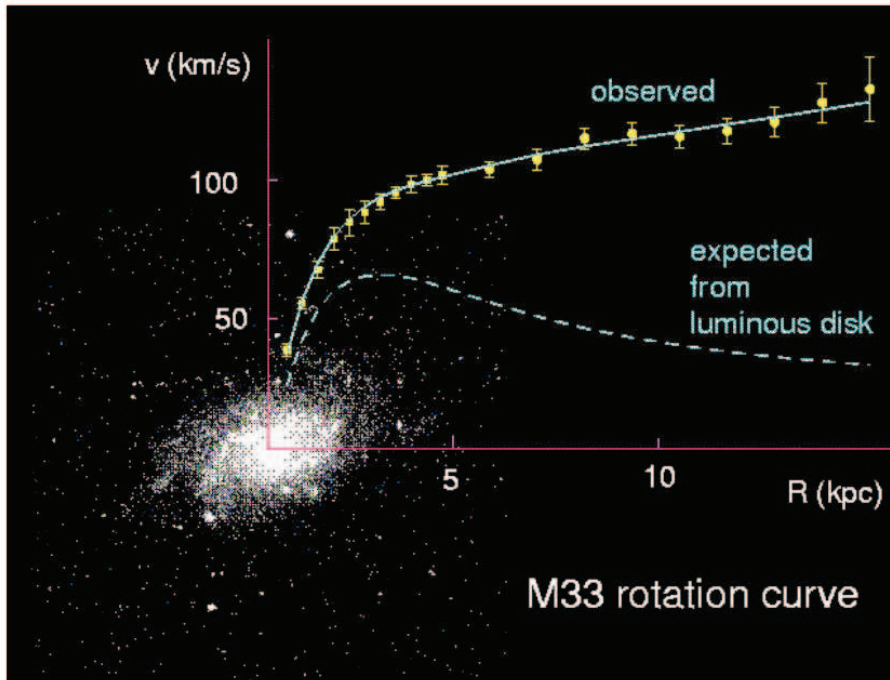 v (km/s)
observed
100
expected
from
luminous disk
50
5
10
R (kpc)
M33 rotation curve